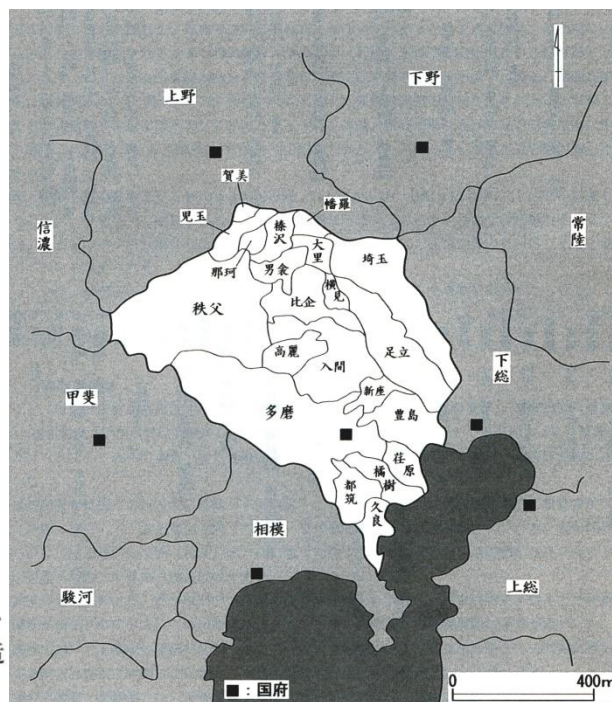 下野
上野
賀美
幡羅
児玉
榛沢
信濃
常陸
大里
埼玉
那珂
男衾
横見
比企
秩父
足立
高麗
入間
下総
新座
甲斐
多磨
豊島
荏原
橘樹
都筑
久良
相模
駿河
上総
■:国府
0 400m